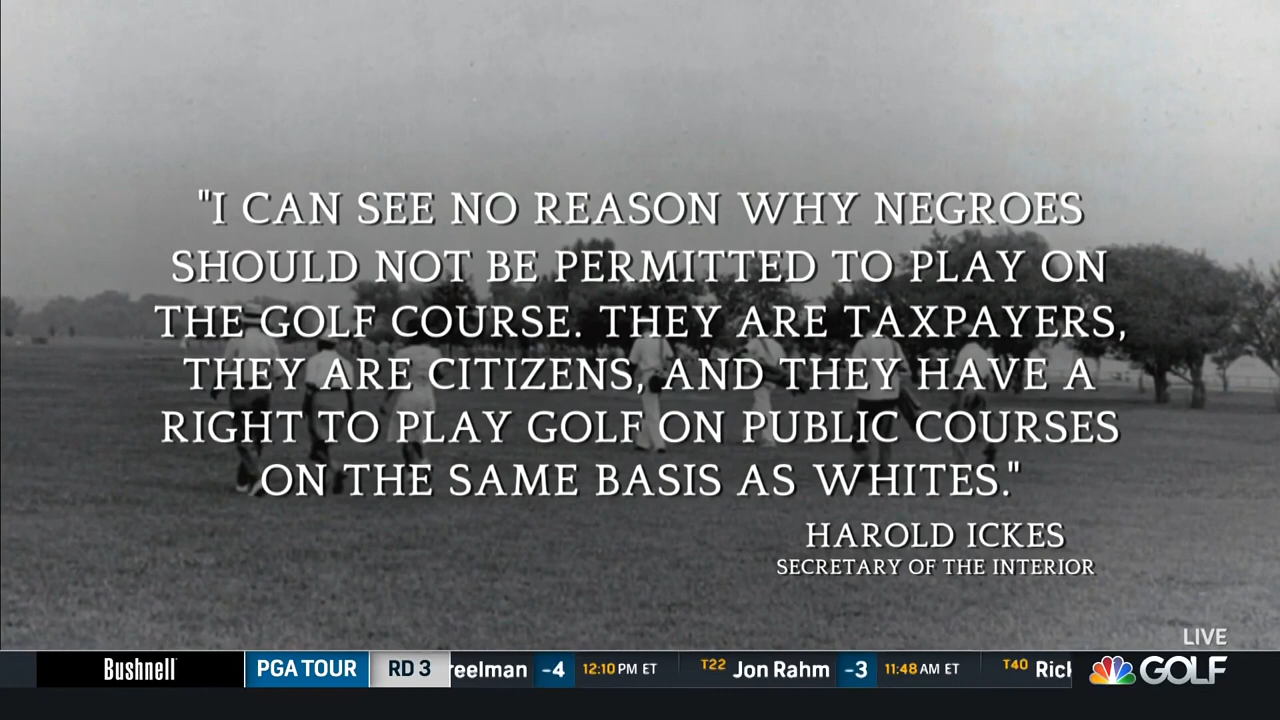 "I CAN SEE NO REASON WHY NEGROES
SHOULD NOT BE PERMITTED TO PLAY ON
THE GOLF COURSE. THEY ARE TAXPAYERS,
THEY ARE CITIZENS, AND THEY HAVE A
RIGHT TO PLAY GOLF ON PUBLIC COURSES
ON THE SAME BASIS AS WHITES."
HAROLD ICKES
SECRETARY OF THE INTERIOR
LIVE
Bushnell PGA TOUR RD 3 reelman -4 12:10 PM ET T22 Jon Rahm -3 11:48 AM ET T40 Rick GOLF